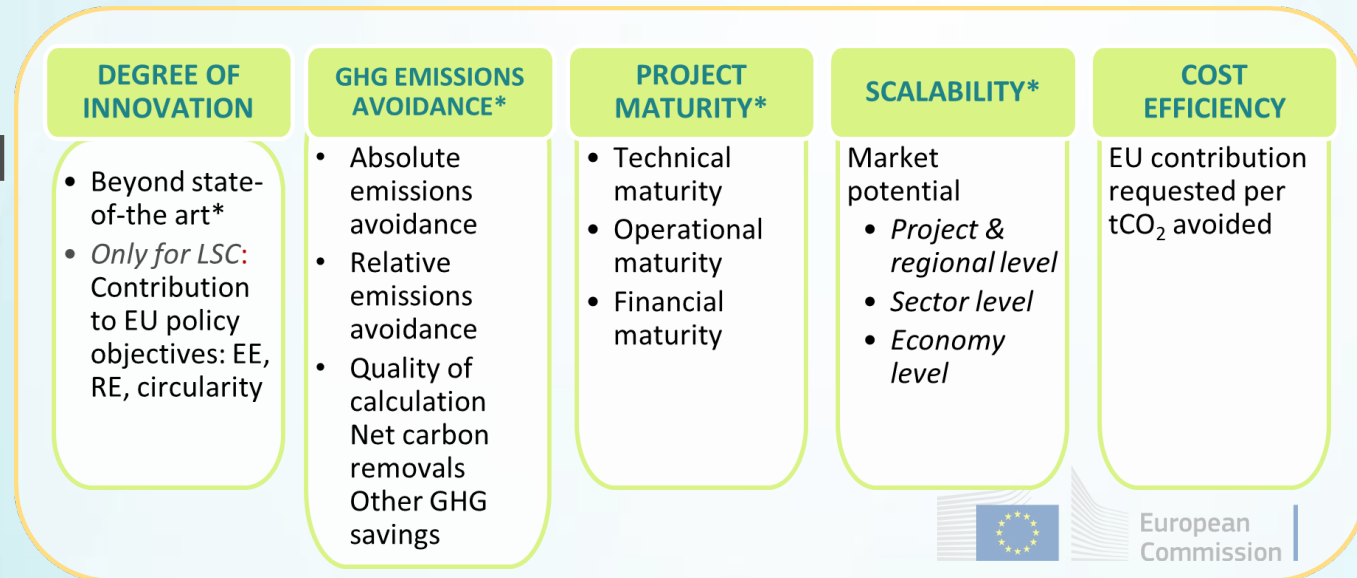 DEGREE OF
INNOVATION
• Beyond state-
of-the art*
• Only for LSC:
Contribution
to EU policy
objectives: EE,
RE, circularity
GHG EMISSIONS
AVOIDANCE*
• Absolute
emissions
avoidance
• Relative
emissions
avoidance
• Quality of
calculation
Net carbon
removals
Other GHG
savings
PROJECT
MATURITY*
• Technical
maturity
• Operational
maturity
• Financial
maturity
SCALABILITY*
Market
potential
• Project &
regional level
• Sector level
• Economy
level
COST
EFFICIENCY
EU contribution
requested per
tCO₂ avoided
European
Commission